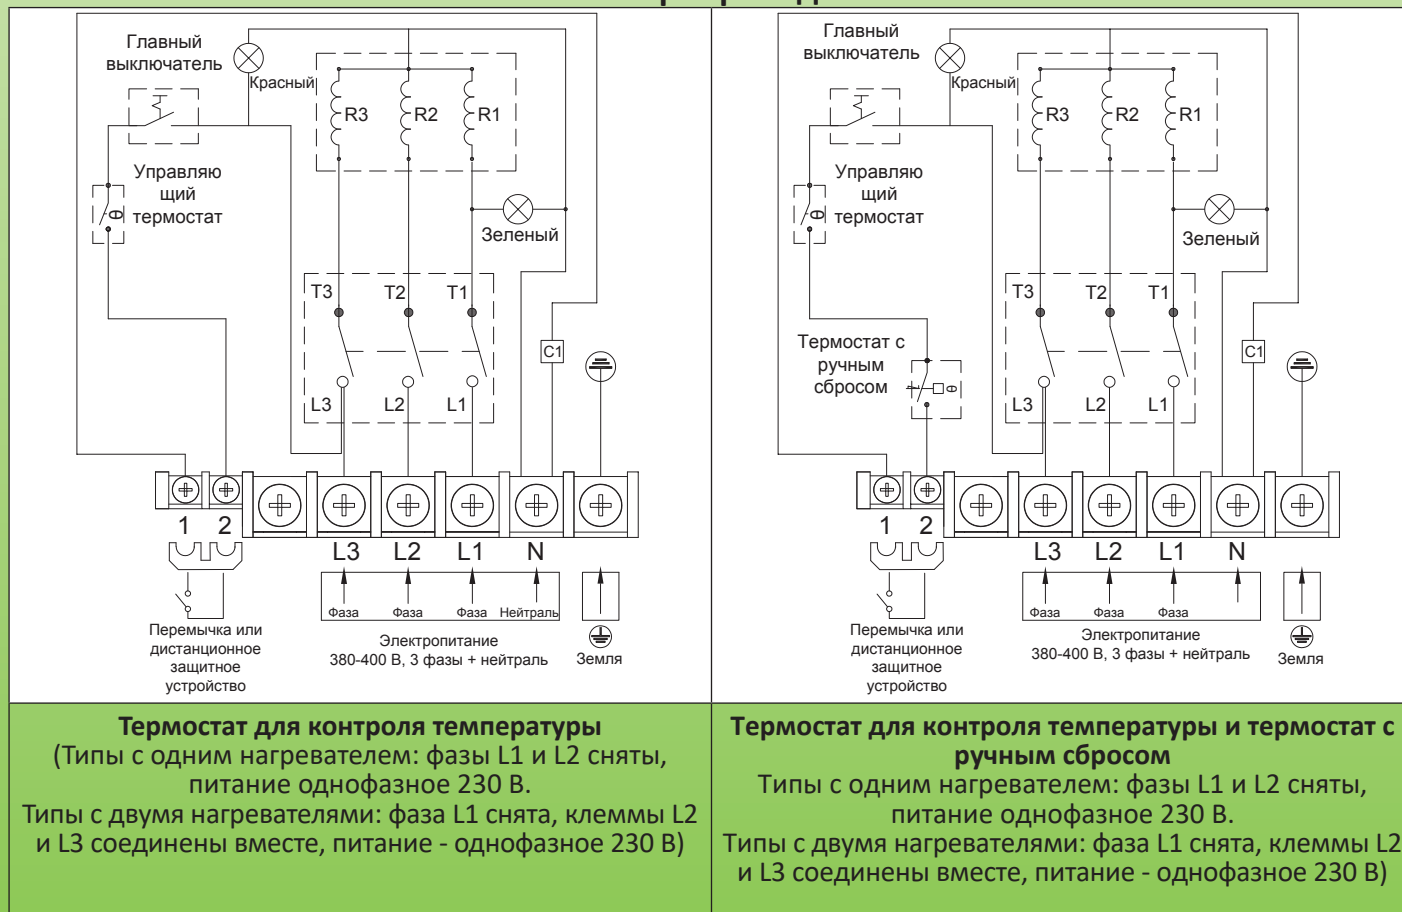 Главный
выключатель
Красный
R3 R2 R1
Управляю
щий
термостат
θ
Зеленый
T3 T2 T1
C1
L3 L2 L1
1 2
L3 L2 L1 N
Фаза Фаза Фаза Нейтраль
Перемычка или
дистанционное
защитное
устройство
Электропитание
380-400 В, 3 фазы + нейтраль
Земля
Главный
выключатель
Красный
R3 R2 R1
Управляю
щий
термостат
θ
Зеленый
T3 T2 T1
Термостат с
ручным
сбросом
θ
C1
L3 L2 L1
1 2
L3 L2 L1 N
Фаза Фаза Фаза
Перемычка или
дистанционное
защитное
устройство
Электропитание
380-400 В, 3 фазы + нейтраль
Земля
Термостат для контроля температуры
(Типы с одним нагревателем: фазы L1 и L2 сняты,
питание однофазное 230 В.
Типы с двумя нагревателями: фаза L1 снята, клеммы L2
и L3 соединены вместе, питание - однофазное 230 В)
Термостат для контроля температуры и термостат с
ручным сбросом
Типы с одним нагревателем: фазы L1 и L2 сняты,
питание однофазное 230 В.
Типы с двумя нагревателями: фаза L1 снята, клеммы L2
и L3 соединены вместе, питание - однофазное 230 В)